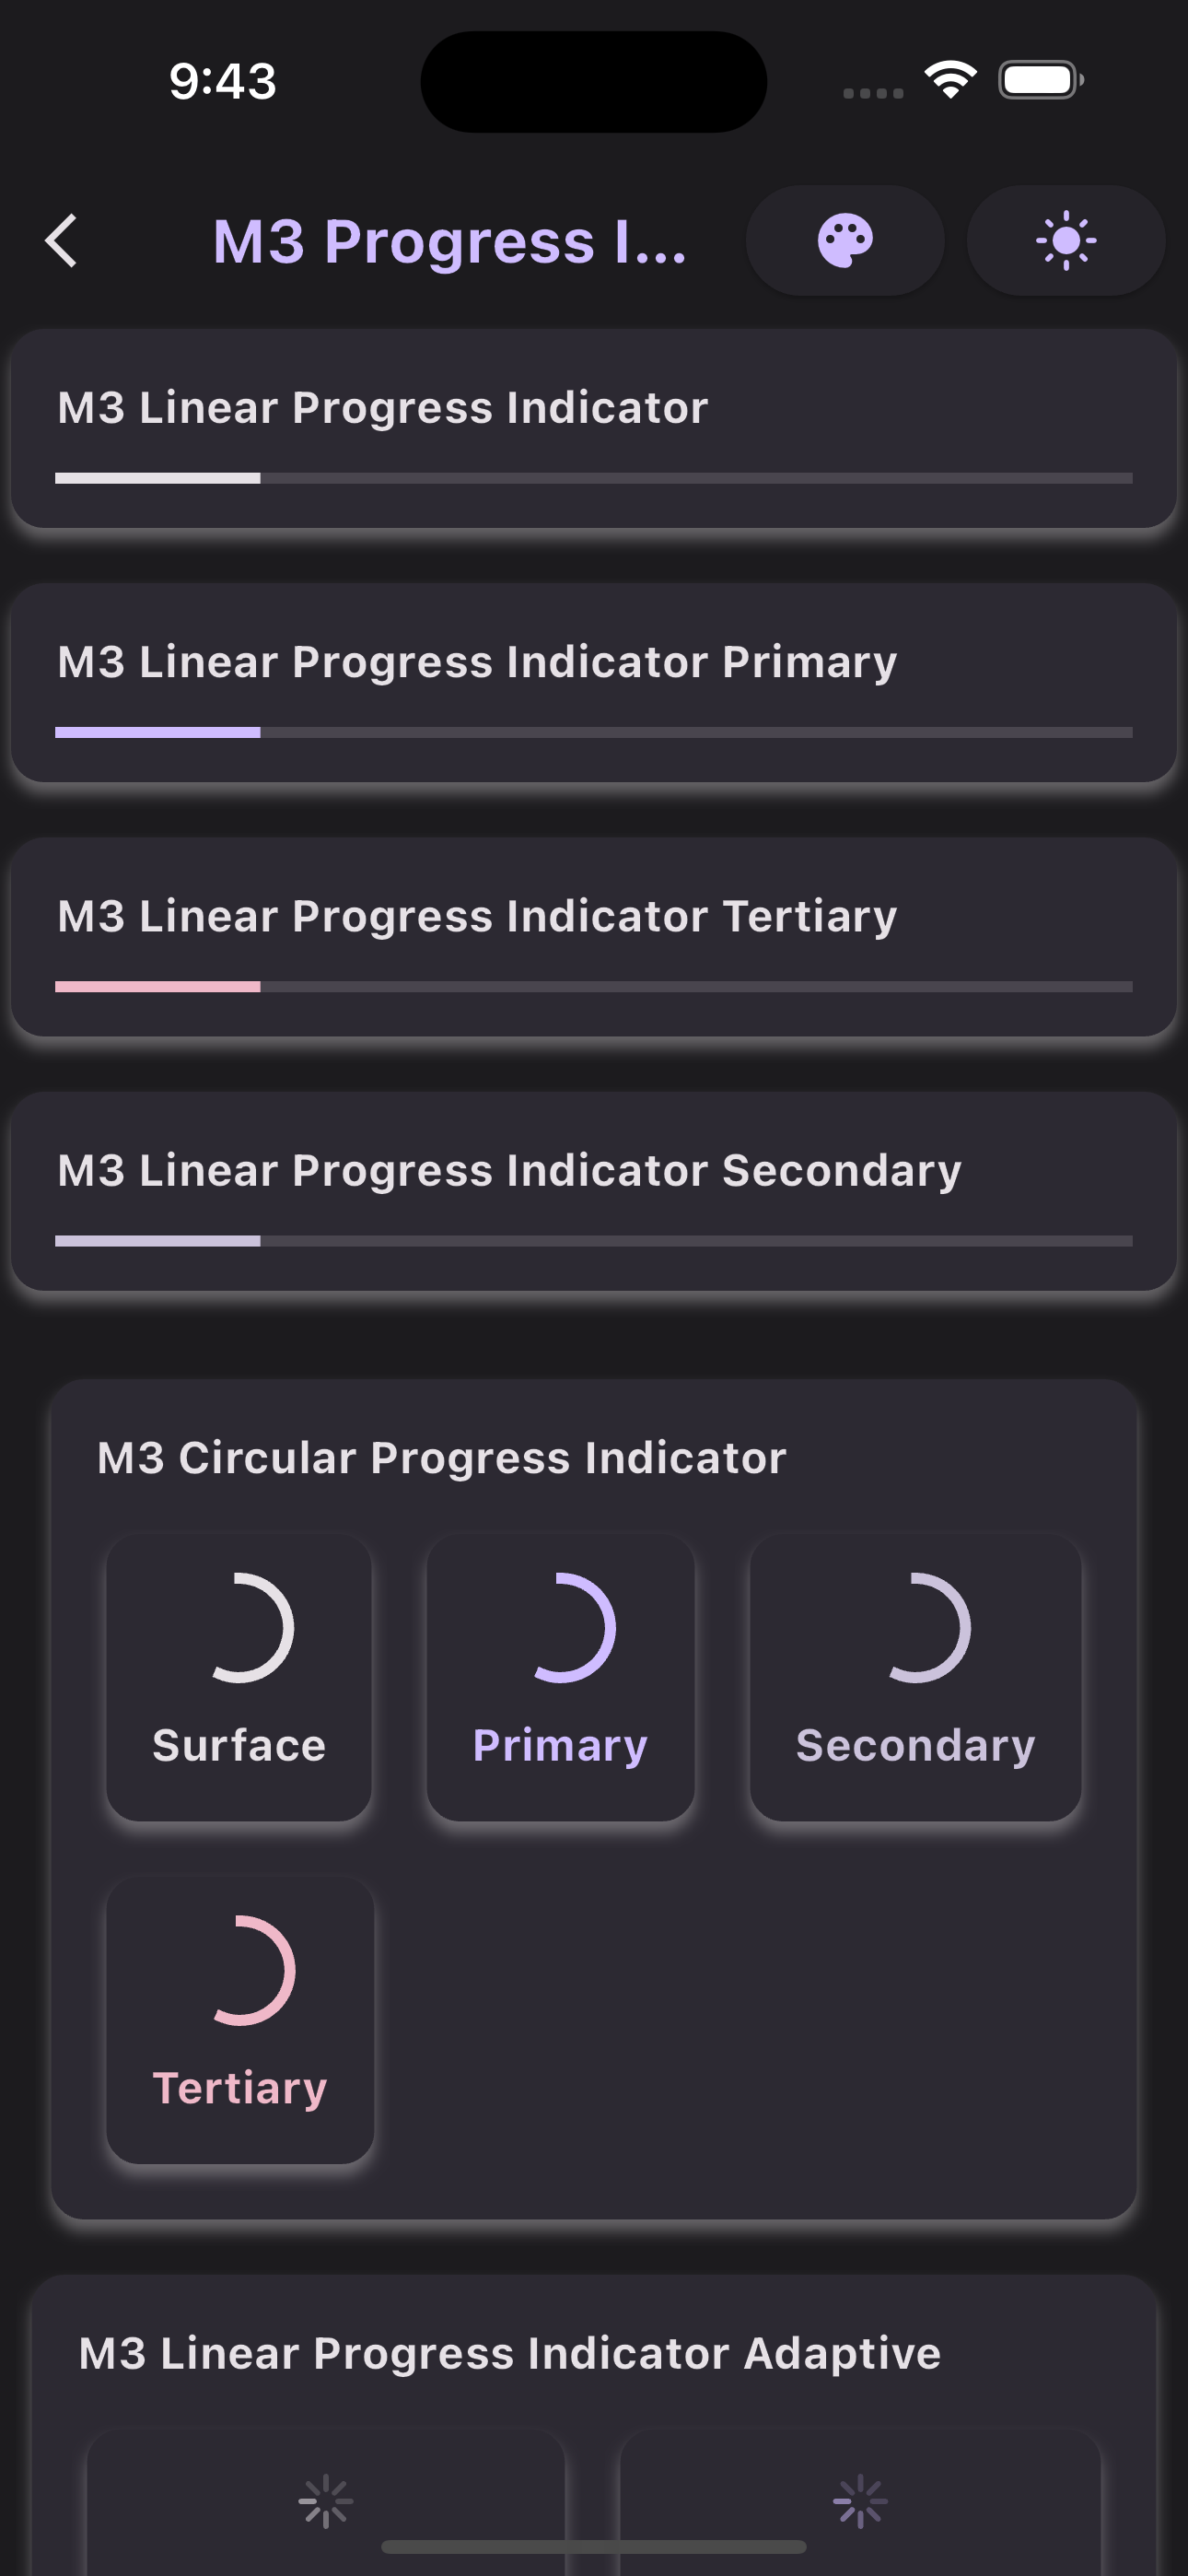 9:43
M3 Progress I...
M3 Linear Progress Indicator
M3 Linear Progress Indicator Primary
M3 Linear Progress Indicator Tertiary
M3 Linear Progress Indicator Secondary
M3 Circular Progress Indicator
Surface
Primary
Secondary
Tertiary
M3 Linear Progress Indicator Adaptive